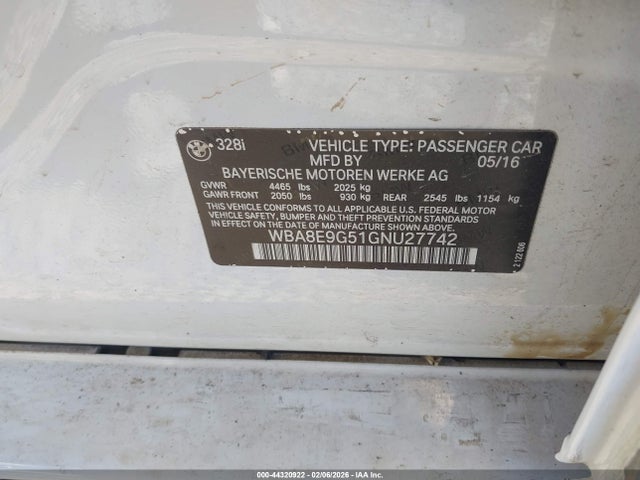 328i VEHICLE TYPE: PASSENGER CAR
MFD BY 05/16
BAYERISCHE MOTOREN WERKE AG
GVWR 4465 lbs 2025 kg
GAWR FRONT 2050 lbs 930 kg REAR 2545 lbs 1154 kg
THIS VEHICLE CONFORMS TO ALL APPLICABLE U.S. FEDERAL MOTOR
VEHICLE SAFETY, BUMPER AND THEFT PREVENTION STANDARDS
IN EFFECT ON THE DATE OF MANUFACTURE SHOWN ABOVE.
WBA8E9G51GNU27742
2 122 606
000-44320922 | 02/06/2026 - IAA Inc.